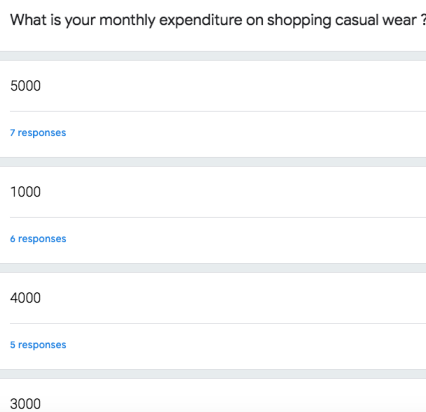 What is your monthly expenditure on shopping casual wear ?
5000
7 responses
1000
6 responses
4000
5 responses
3000